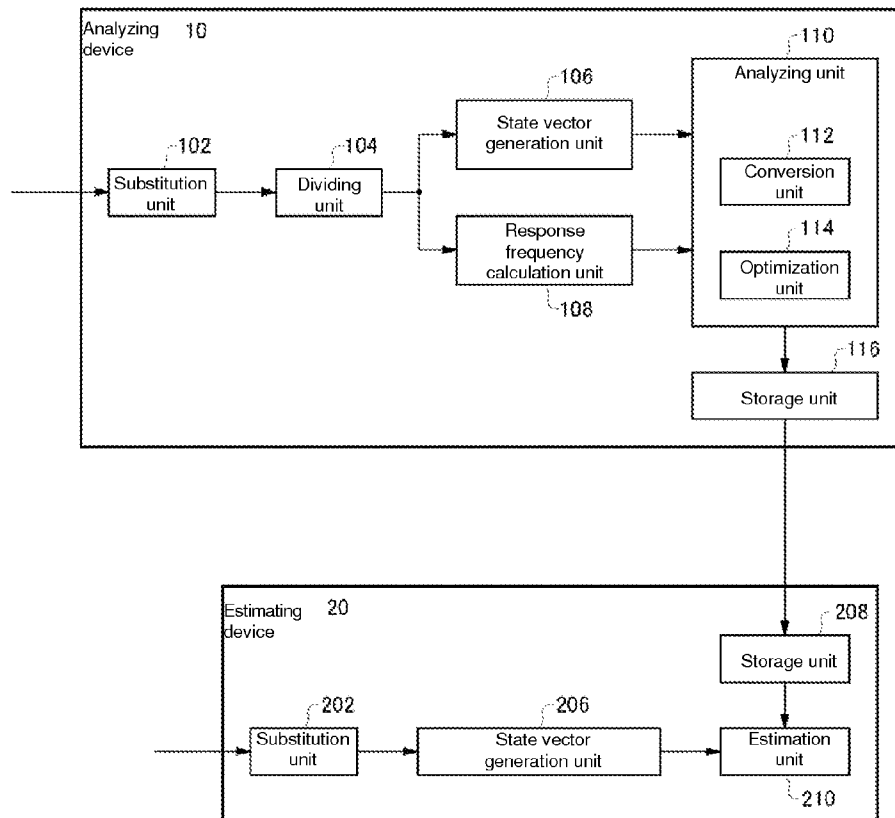 Analyzing
device
10
110
Analyzing unit
106
State vector
generation unit
102
Substitution
unit
104
Dividing
unit
112
Conversion
unit
Response
frequency
calculation unit
108
114
Optimization
unit
116
Storage unit
Estimating
device
20
208
Storage unit
202
Substitution
unit
206
State vector
generation unit
Estimation
unit
210